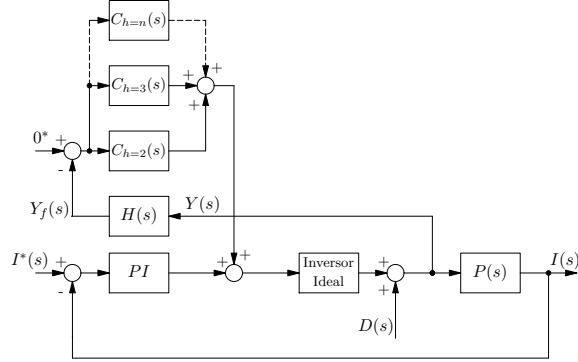 C_{h=n}(s)
+
+ C_{h=3}(s) +
+
0* + C_{h=2}(s)
-
Y_f(s) H(s) Y(s)
I*(s) + PI + + Inversor Ideal + P(s) I(s)
- +
D(s)